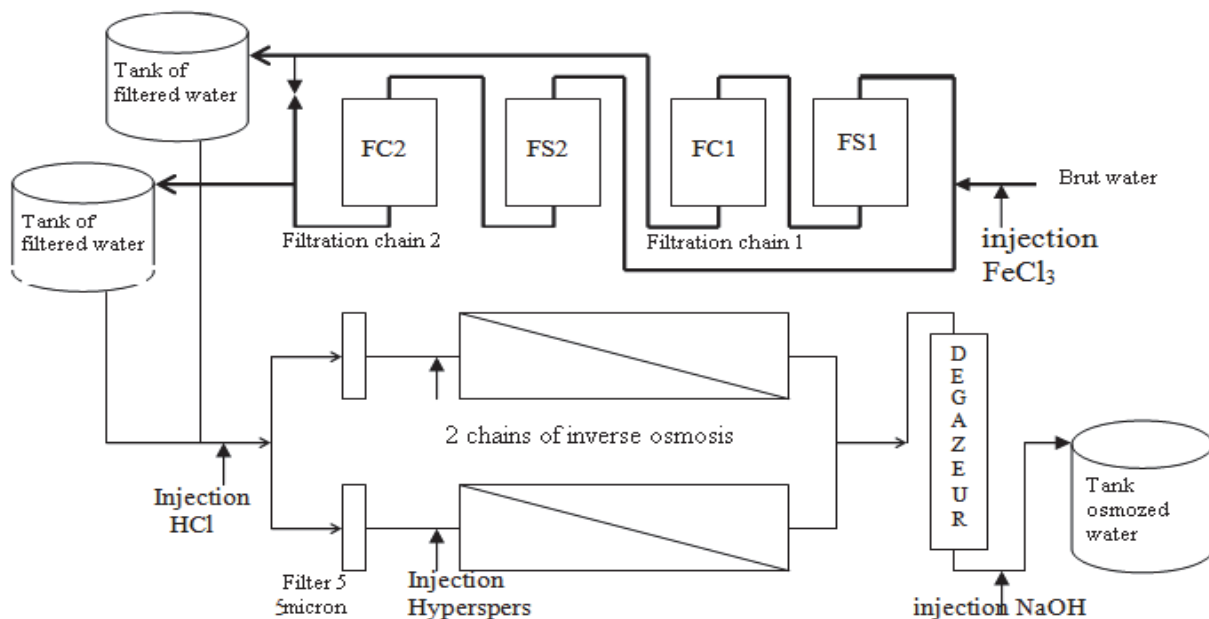 Tank of
filtered water
FC2
FS2
FC1
FS1
Brut water
Tank of
filtered water
Filtration chain 2
Filtration chain 1
injection
FeCl₃
DEGAZEUR
2 chains of inverse osmosis
Injection
HCl
Tank
osmozed
water
Filter 5
5micron
Injection
Hyperspers
injection NaOH